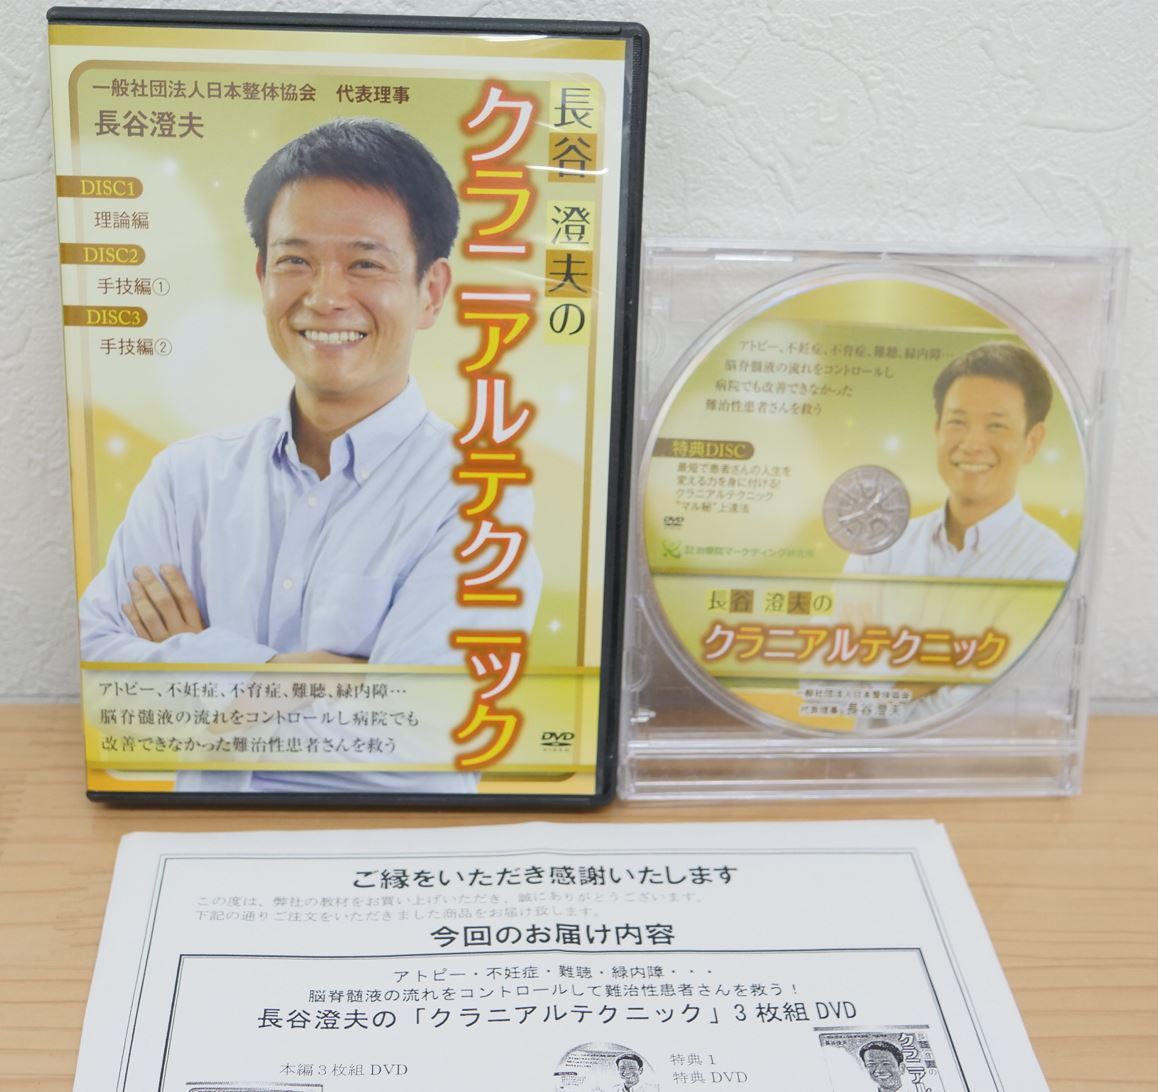 一般社団法人日本整体協会 代表理事
長谷澄夫
DISC1
理論編
DISC2
手技編①
DISC3
手技編②
長谷 澄夫の
クラニアルテクニック
アトピー、不妊症、不育症、難聴、緑内障…
脳脊髄液の流れをコントロールし病院でも
改善できなかった難治性患者さんを救う
DVD
VIDEO
アトピー、不妊症、不育症、難聴、緑内障…
脳脊髄液の流れをコントロールし
病院でも改善できなかった
難治性患者さんを救う
特典DISC
最短で患者さんの人生を
変える力を身に付ける!
クラニアルテクニック
"マル秘"上達法
DVD
治療院マーケティング研究所
長谷 澄夫の
クラニアルテクニック
一般社団法人日本整体協会
代表理事 長谷澄夫
ご縁をいただき感謝いたします
この度は、弊社の教材をお買い上げいただき、誠にありがとうございます。
下記の通りご注文をいただきました商品をお届け致します。
今回のお届け内容
アトピー・不妊症・難聴・緑内障・・・
脳脊髄液の流れをコントロールして難治性患者さんを救う!
長谷澄夫の「クラニアルテクニック」3枚組DVD
本編3枚組DVD
特典1
特典DVD